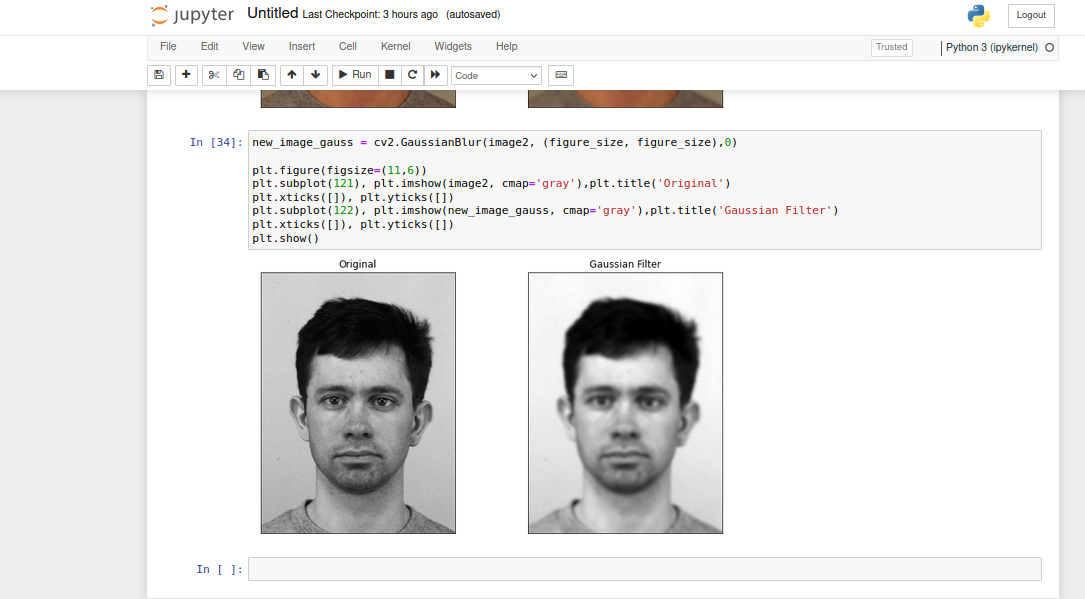 jupyter Untitled Last Checkpoint: 3 hours ago (autosaved)
Logout
File Edit View Insert Cell Kernel Widgets Help
Trusted
Python 3 (ipykernel)
Run
Code
In [34]:
new_image_gauss = cv2.GaussianBlur(image2, (figure_size, figure_size),0)
plt.figure(figsize=(11,6))
plt.subplot(121), plt.imshow(image2, cmap='gray'),plt.title('Original')
plt.xticks([]), plt.yticks([])
plt.subplot(122), plt.imshow(new_image_gauss, cmap='gray'),plt.title('Gaussian Filter')
plt.xticks([]), plt.yticks([])
plt.show()
Original
Gaussian Filter
In [ ]: